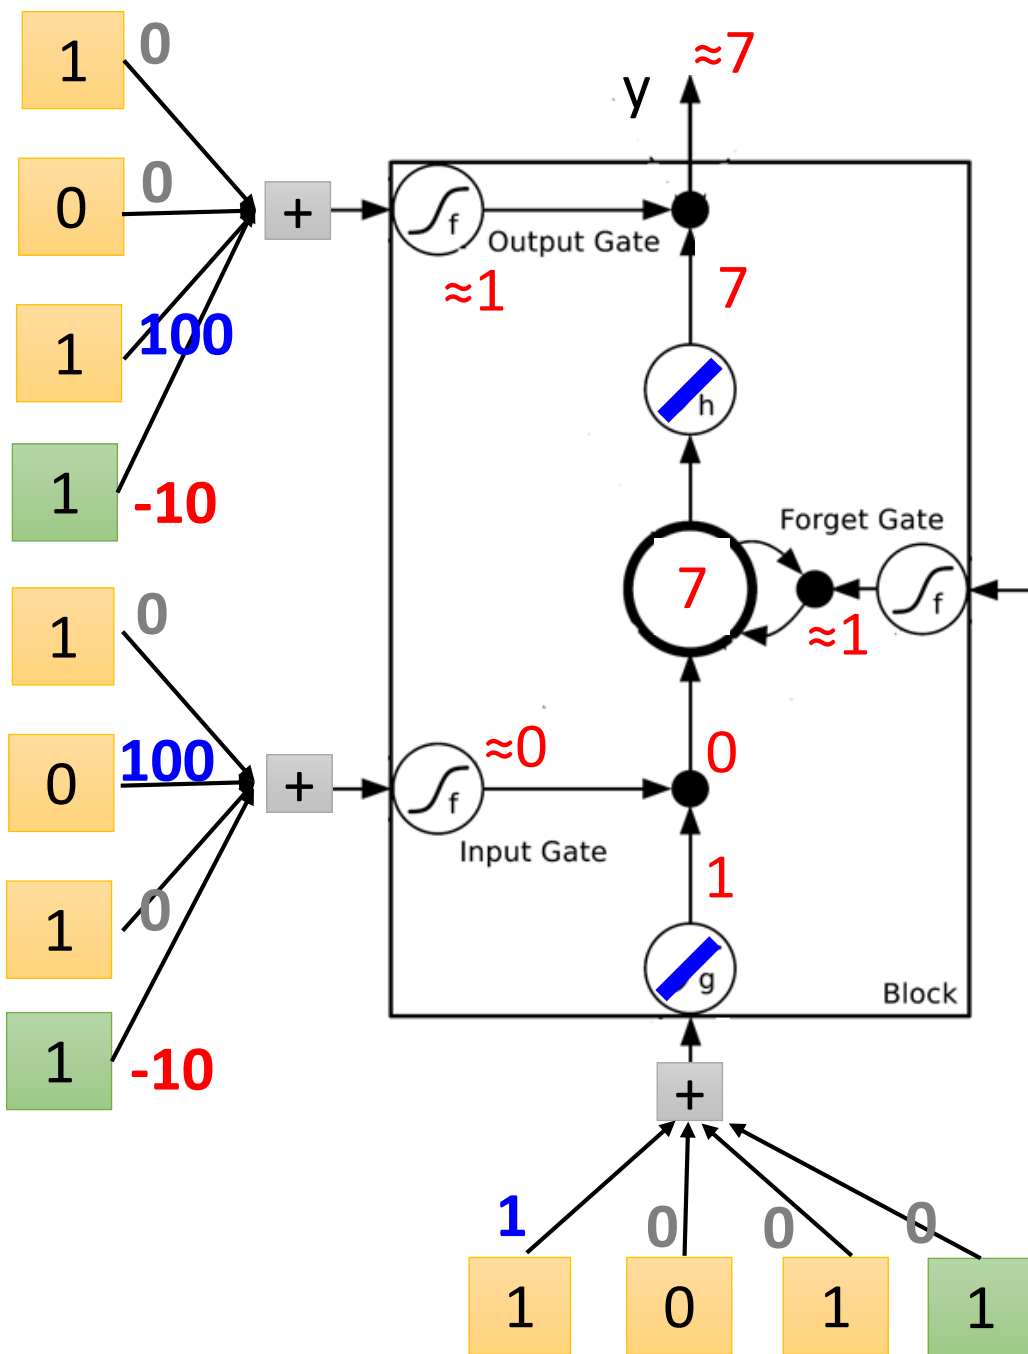 1 0
≈7
y
0 0
+
f
Output Gate
≈1
7
1 100
h
1 -10
Forget Gate
7
f
≈1
1 0
≈0
0
0 100
+
f
Input Gate
1
1 0
g
Block
1 -10
+
1 0 0 0
1 0 1 1